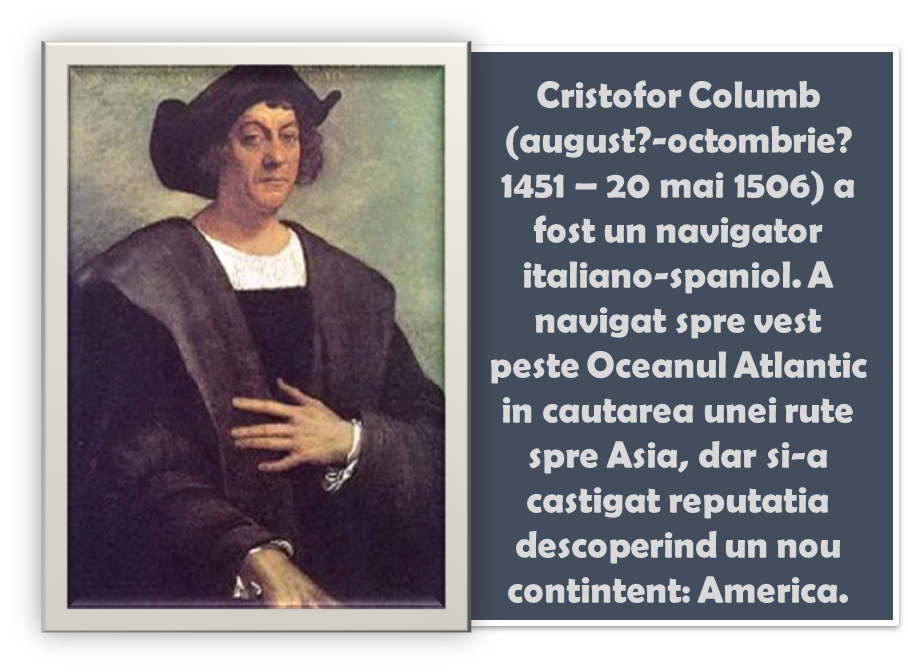 Cristofor Columb
(august?-octombrie?
1451 – 20 mai 1506) a
fost un navigator
italiano-spaniol. A
navigat spre vest
peste Oceanul Atlantic
in cautarea unei rute
spre Asia, dar si-a
castigat reputatia
descoperind un nou
contintent: America.